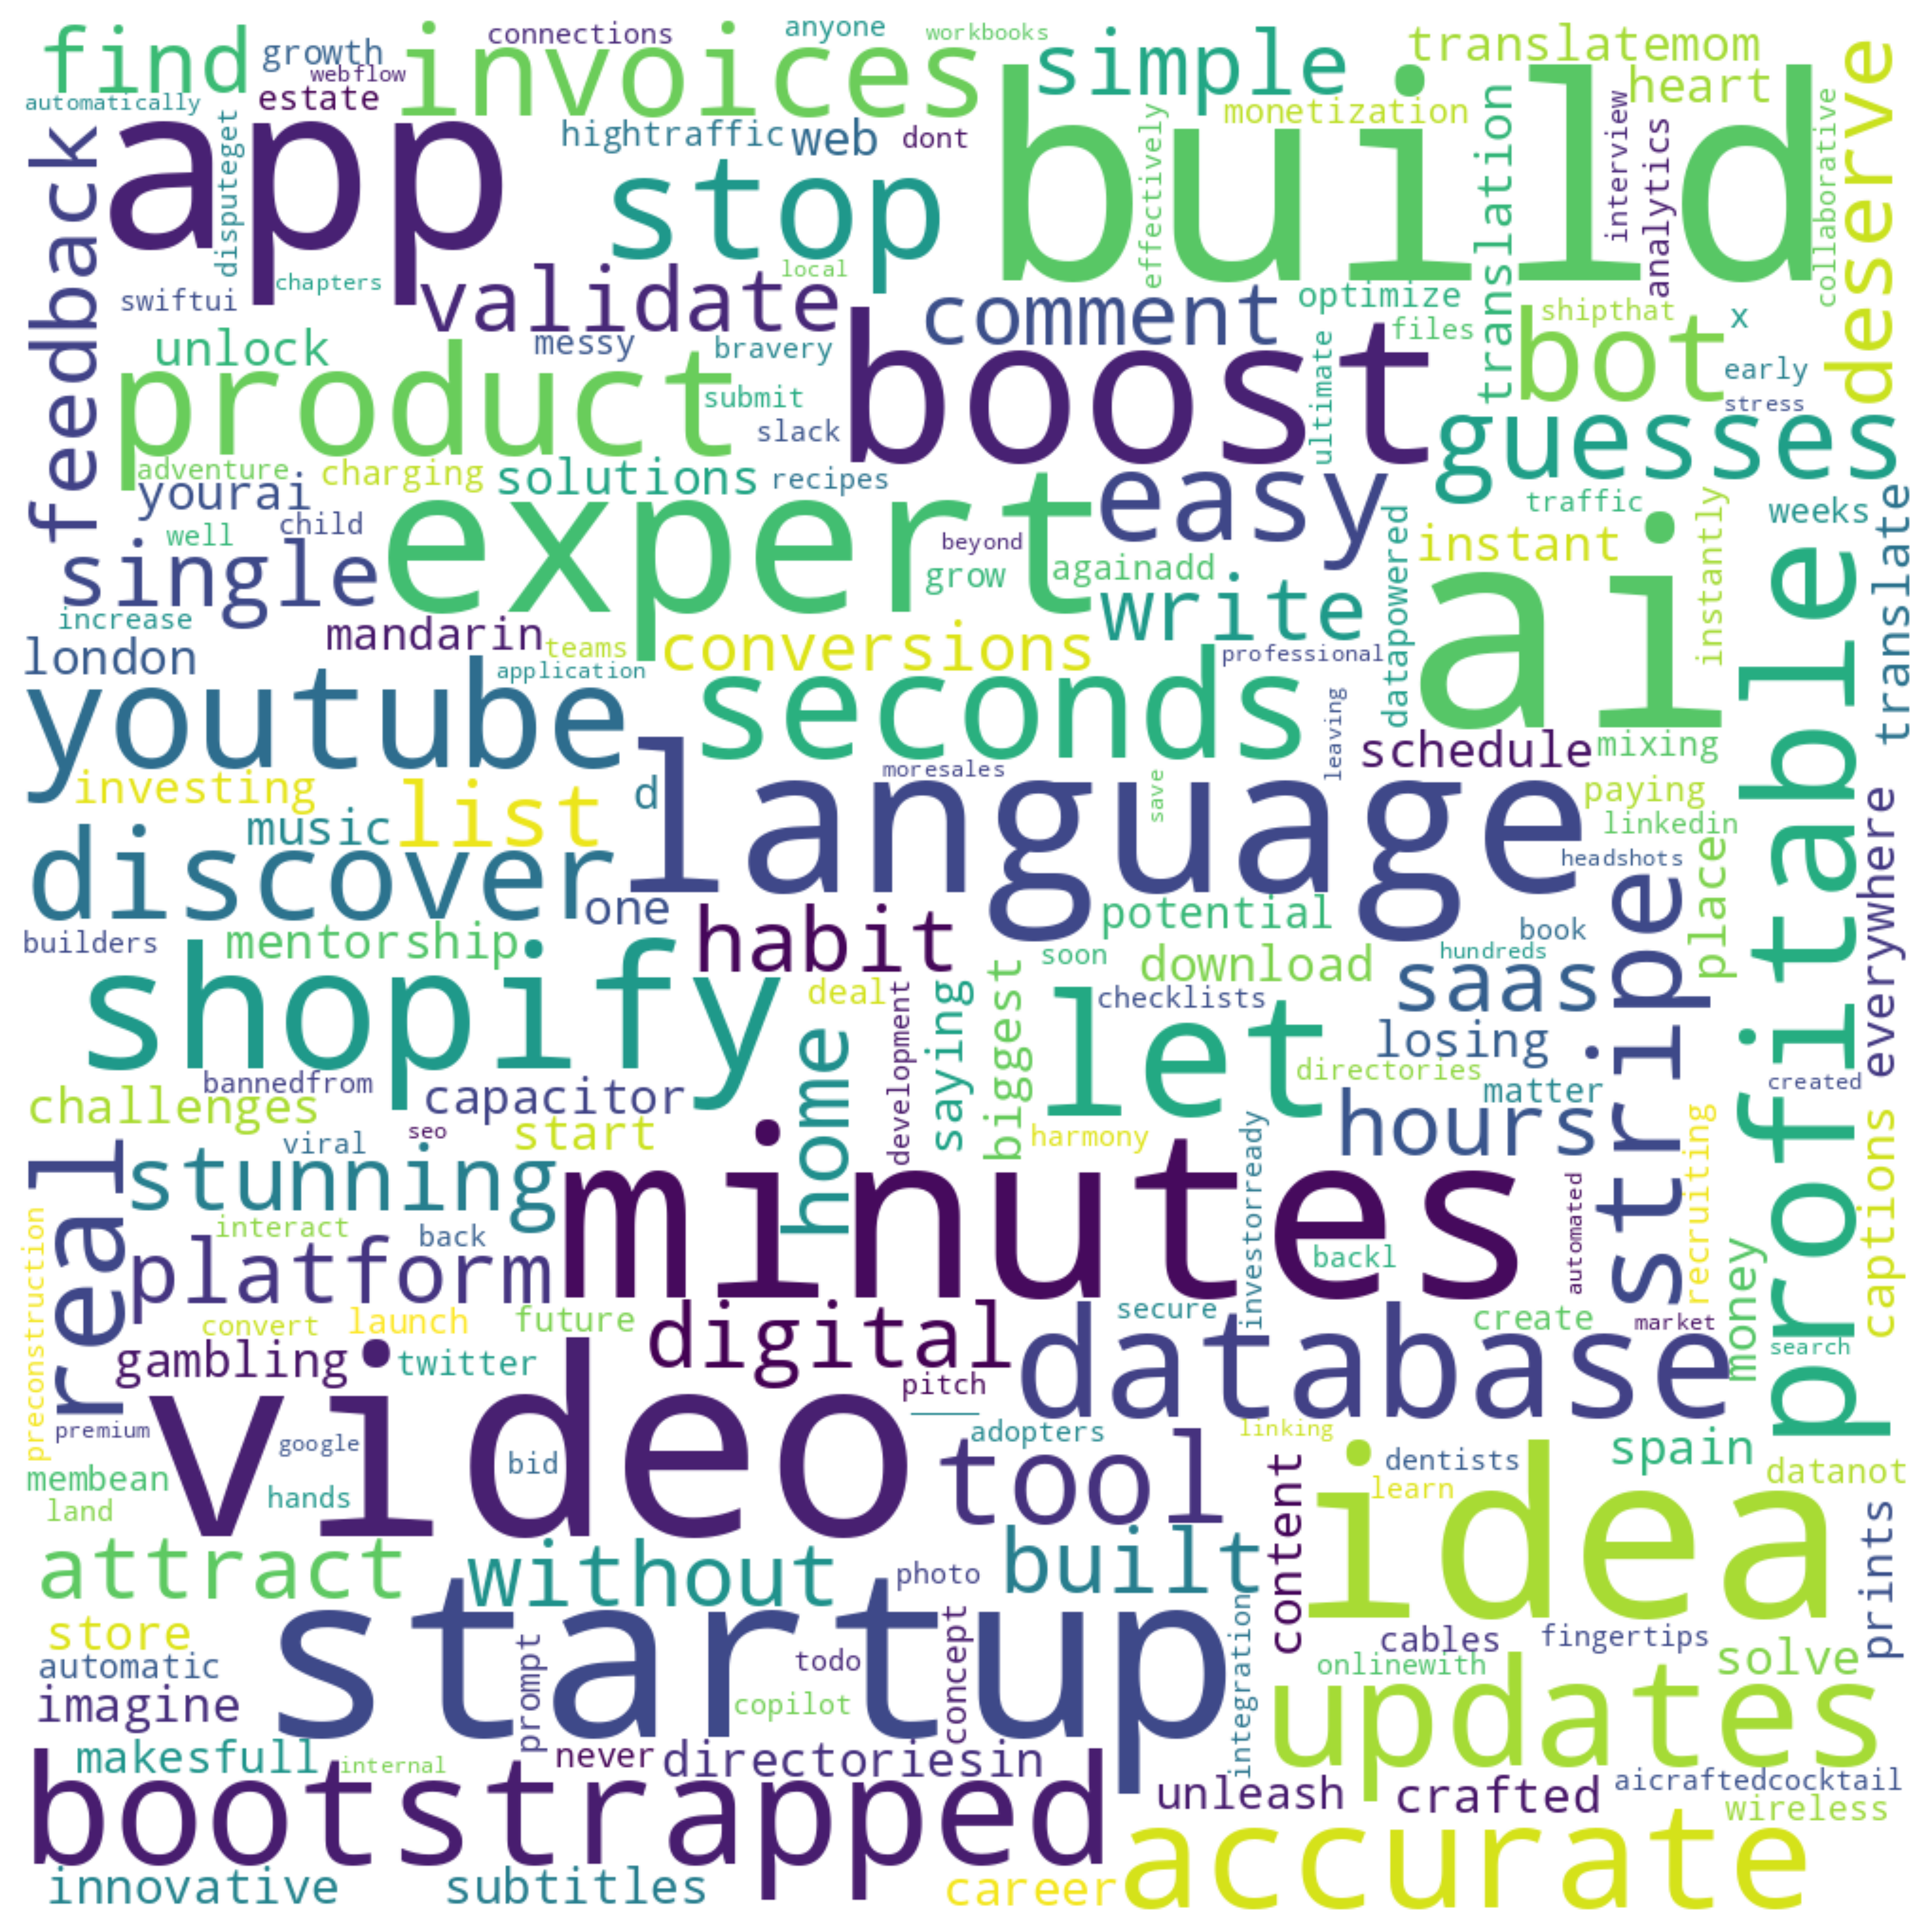 find
growth
connections
anyone
workbooks
simple
translatemom
webflow
invoices
heart
automatically
estate
monetization
deserve
feedback
disputeget
app
hightraffic
web
dont
build
effectively
translation
interview
analytics
collaborative
stop
chapters
local
swiftui
validate
comment
optimize
shipthat
x
files
messy
bravery
unlock
boost
ultimate
bot
early
product
submit
stress
slack
guesses
adventure
charging
solutions
recipes
easy
yourai
traffic
instantly
weeks
translate
well
child
expert
beyond
datapowered
instant
ai
single
grow
againadd
write
increase
mandarin
teams
conversions
london
application
professional
profitable
youtube
seconds
leaving
schedule
mixing
investing
list
d
language
moresales
save
paying
everywhere
music
linkedin
discover
headshots
stripe
place
one
habit
potential
builders
mentorship
soon
download
book
hundreds
shopify
deal
development
saying
biggest
let
checklists
saas
home
losing
bannedfrom
capacitor
directories
matter
created
challenges
seo
start
harmony
investorready
hours
recruiting
captions
real
viral
stunning
minutes
automated
preconstruction
interact
back
platform
backl
money
convert
launch
future
digital
secure
create
market
database
search
gambling
twitter
pitch
premium
video
google
adopters
linking
spain
bid
tool
content
dentists
datanot
membean
hands
learn
idea
land
prints
attract
without
photo
built
store
startup
concept
integration
cables
fingertips
automatic
prompt
todo
onlinewith
solve
imagine
copilot
updates
makesfull
internal
never
directoriesin
bootstrapped
unleash
crafted
aicraftedcocktail
wireless
accurate
innovative
subtitles
career